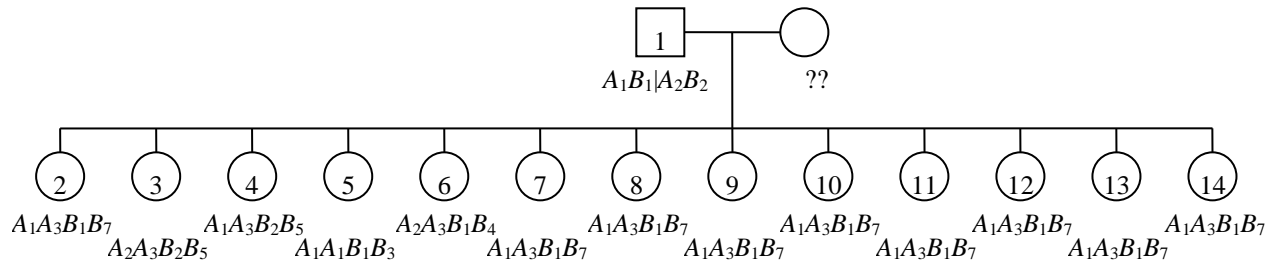 1
A₁B₁|A₂B₂ ??
2 3 4 5 6 7 8 9 10 11 12 13 14
A₁A₃B₁B₇ A₁A₃B₂B₅ A₂A₃B₁B₄ A₁A₃B₁B₇ A₁A₃B₁B₇ A₁A₃B₁B₇ A₁A₃B₁B₇
A₂A₃B₂B₅ A₁A₁B₁B₃ A₁A₃B₁B₇ A₁A₃B₁B₇ A₁A₃B₁B₇ A₁A₃B₁B₇